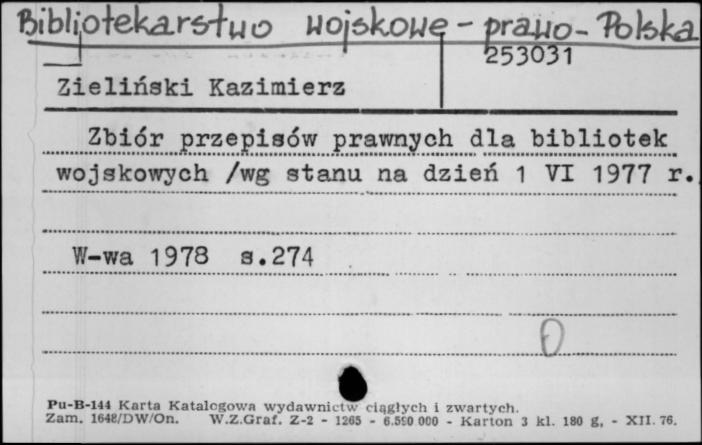 Bibliotekarstwo wojskowe - prawo - Polska
253031
Zieliński Kazimierz
Zbiór przepisów prawnych dla bibliotek
wojskowych /wg stanu na dzień 1 VI 1977 r.
W-wa 1978 s.274
Pu-B-144 Karta Katalogowa wydawnictw ciągłych i zwartych.
Zam. 1648/DW/On. W.Z.Graf. Z-2 - 1265 - 6.590 000 - Karton 3 kl. 180 g, - XII. 76.